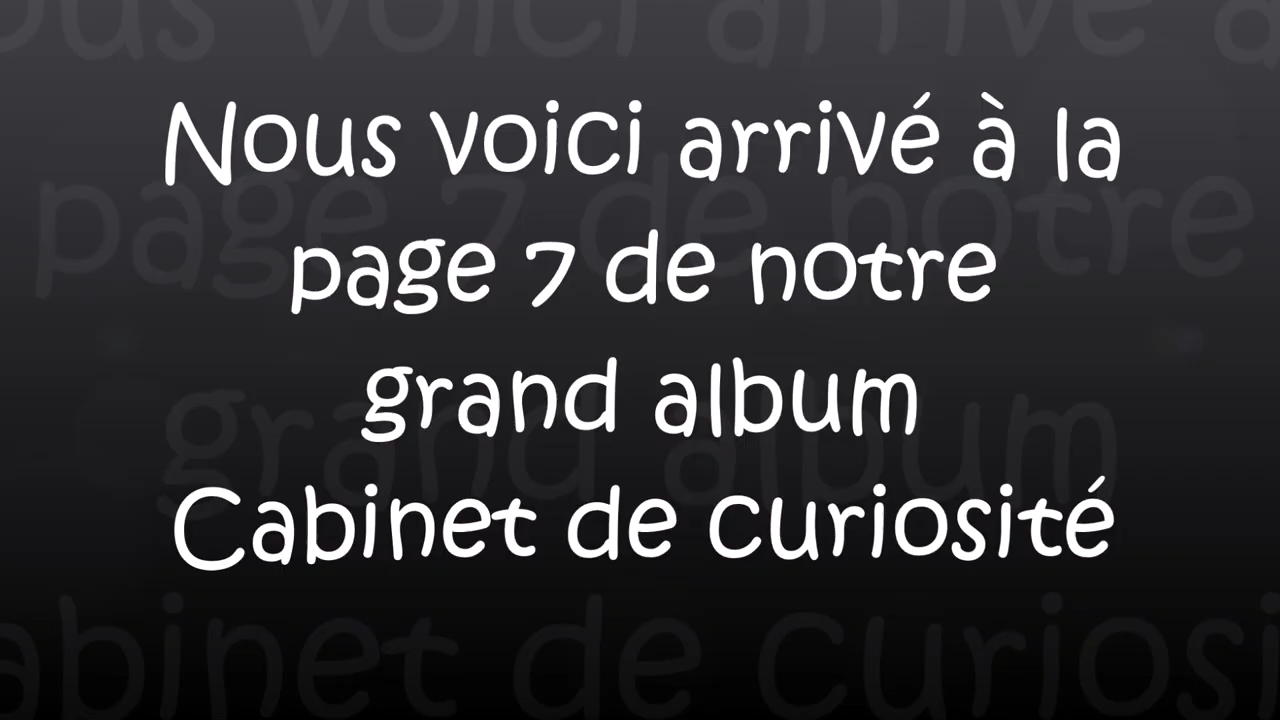 Nous voici arrivé à la
page 7 de notre
grand album
Cabinet de curiosité